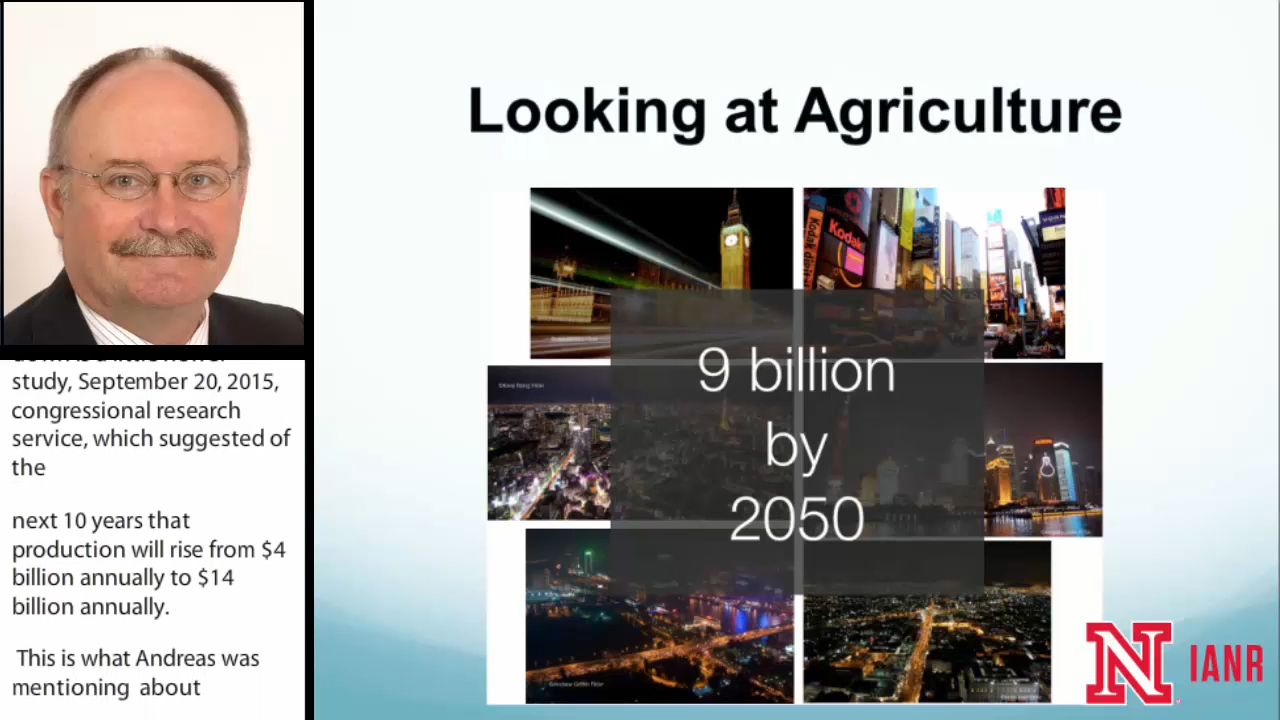 study, September 20, 2015,
congressional research
service, which suggested of
the
next 10 years that
production will rise from $4
billion annually to $14
billion annually.
This is what Andreas was
mentioning about
Looking at Agriculture
Kodak
9 billion
by
2050
N IANR